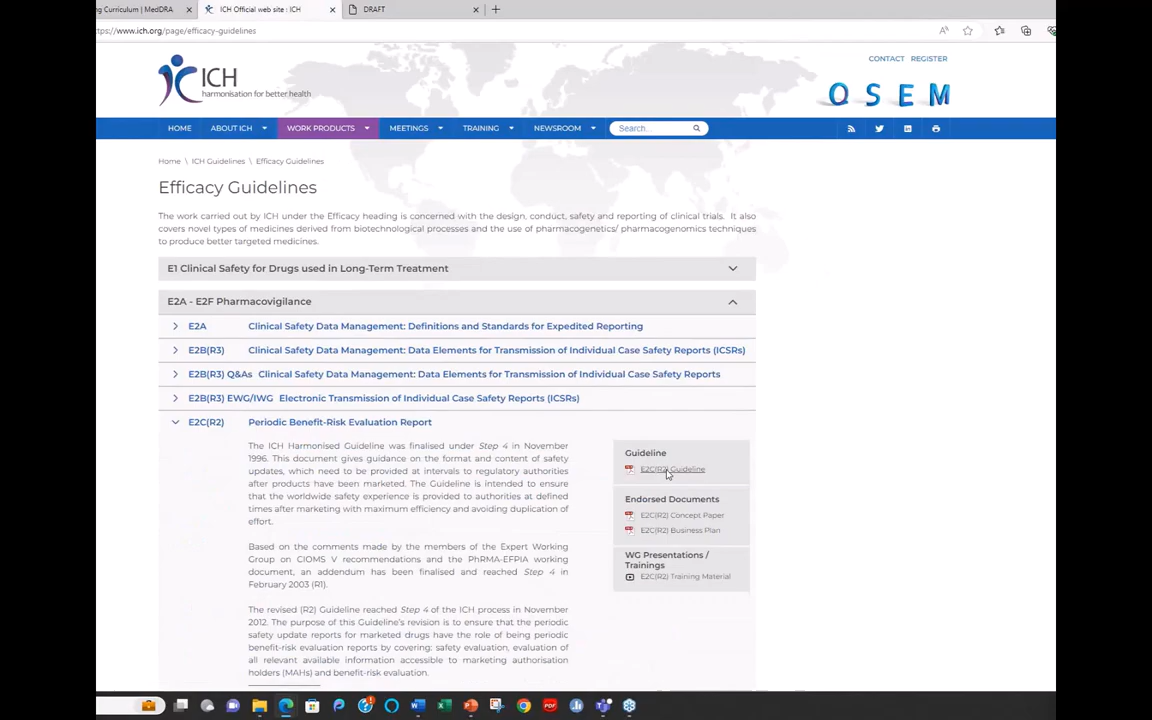 ng Curriculum | MedDRA
ICH Official web site : ICH
DRAFT
https://www.ich.org/page/efficacy-guidelines
CONTACT REGISTER
ICH
harmonisation for better health
Q S E M
HOME ABOUT ICH WORK PRODUCTS MEETINGS TRAINING NEWSROOM Search...
Home \ ICH Guidelines \ Efficacy Guidelines
Efficacy Guidelines
The work carried out by ICH under the Efficacy heading is concerned with the design, conduct, safety and reporting of clinical trials. It also
covers novel types of medicines derived from biotechnological processes and the use of pharmacogenetics/ pharmacogenomics techniques
to produce better targeted medicines.
E1 Clinical Safety for Drugs used in Long-Term Treatment
E2A - E2F Pharmacovigilance
E2A Clinical Safety Data Management: Definitions and Standards for Expedited Reporting
E2B(R3) Clinical Safety Data Management: Data Elements for Transmission of Individual Case Safety Reports (ICSRs)
E2B(R3) Q&As Clinical Safety Data Management: Data Elements for Transmission of Individual Case Safety Reports
E2B(R3) EWG/IWG Electronic Transmission of Individual Case Safety Reports (ICSRs)
E2C(R2) Periodic Benefit-Risk Evaluation Report
The ICH Harmonised Guideline was finalised under Step 4 in November
1996. This document gives guidance on the format and content of safety
updates, which need to be provided at intervals to regulatory authorities
after products have been marketed. The Guideline is intended to ensure
that the worldwide safety experience is provided to authorities at defined
times after marketing with maximum efficiency and avoiding duplication of
effort.
Based on the comments made by the members of the Expert Working
Group on CIOMS V recommendations and the PhRMA-EFPIA working
document, an addendum has been finalised and reached Step 4 in
February 2003 (R1).
The revised (R2) Guideline reached Step 4 of the ICH process in November
2012. The purpose of this Guideline's revision is to ensure that the periodic
safety update reports for marketed drugs have the role of being periodic
benefit-risk evaluation reports by covering: safety evaluation, evaluation of
all relevant available information accessible to marketing authorisation
holders (MAHs) and benefit-risk evaluation.
Guideline
E2C(R2) Guideline
Endorsed Documents
E2C(R2) Concept Paper
E2C(R2) Business Plan
WG Presentations /
Trainings
E2C(R2) Training Material